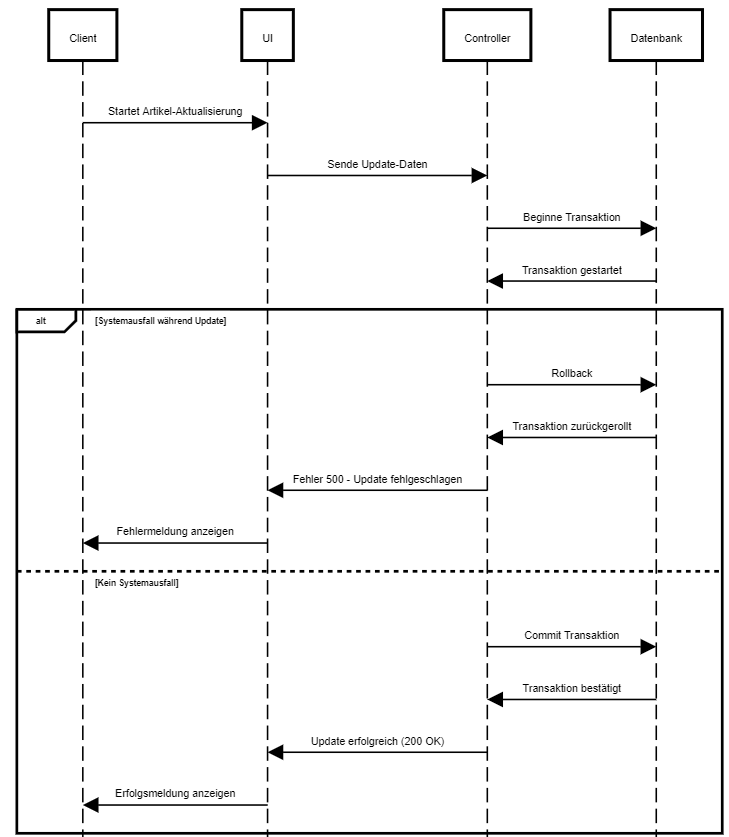 Client
UI
Controller
Datenbank
Startet Artikel-Aktualisierung
Sende Update-Daten
Beginne Transaktion
Transaktion gestartet
alt
[Systemausfall während Update]
Rollback
Transaktion zurückgerollt
Fehler 500 - Update fehlgeschlagen
Fehlermeldung anzeigen
[Kein Systemausfall]
Commit Transaktion
Transaktion bestätigt
Update erfolgreich (200 OK)
Erfolgsmeldung anzeigen